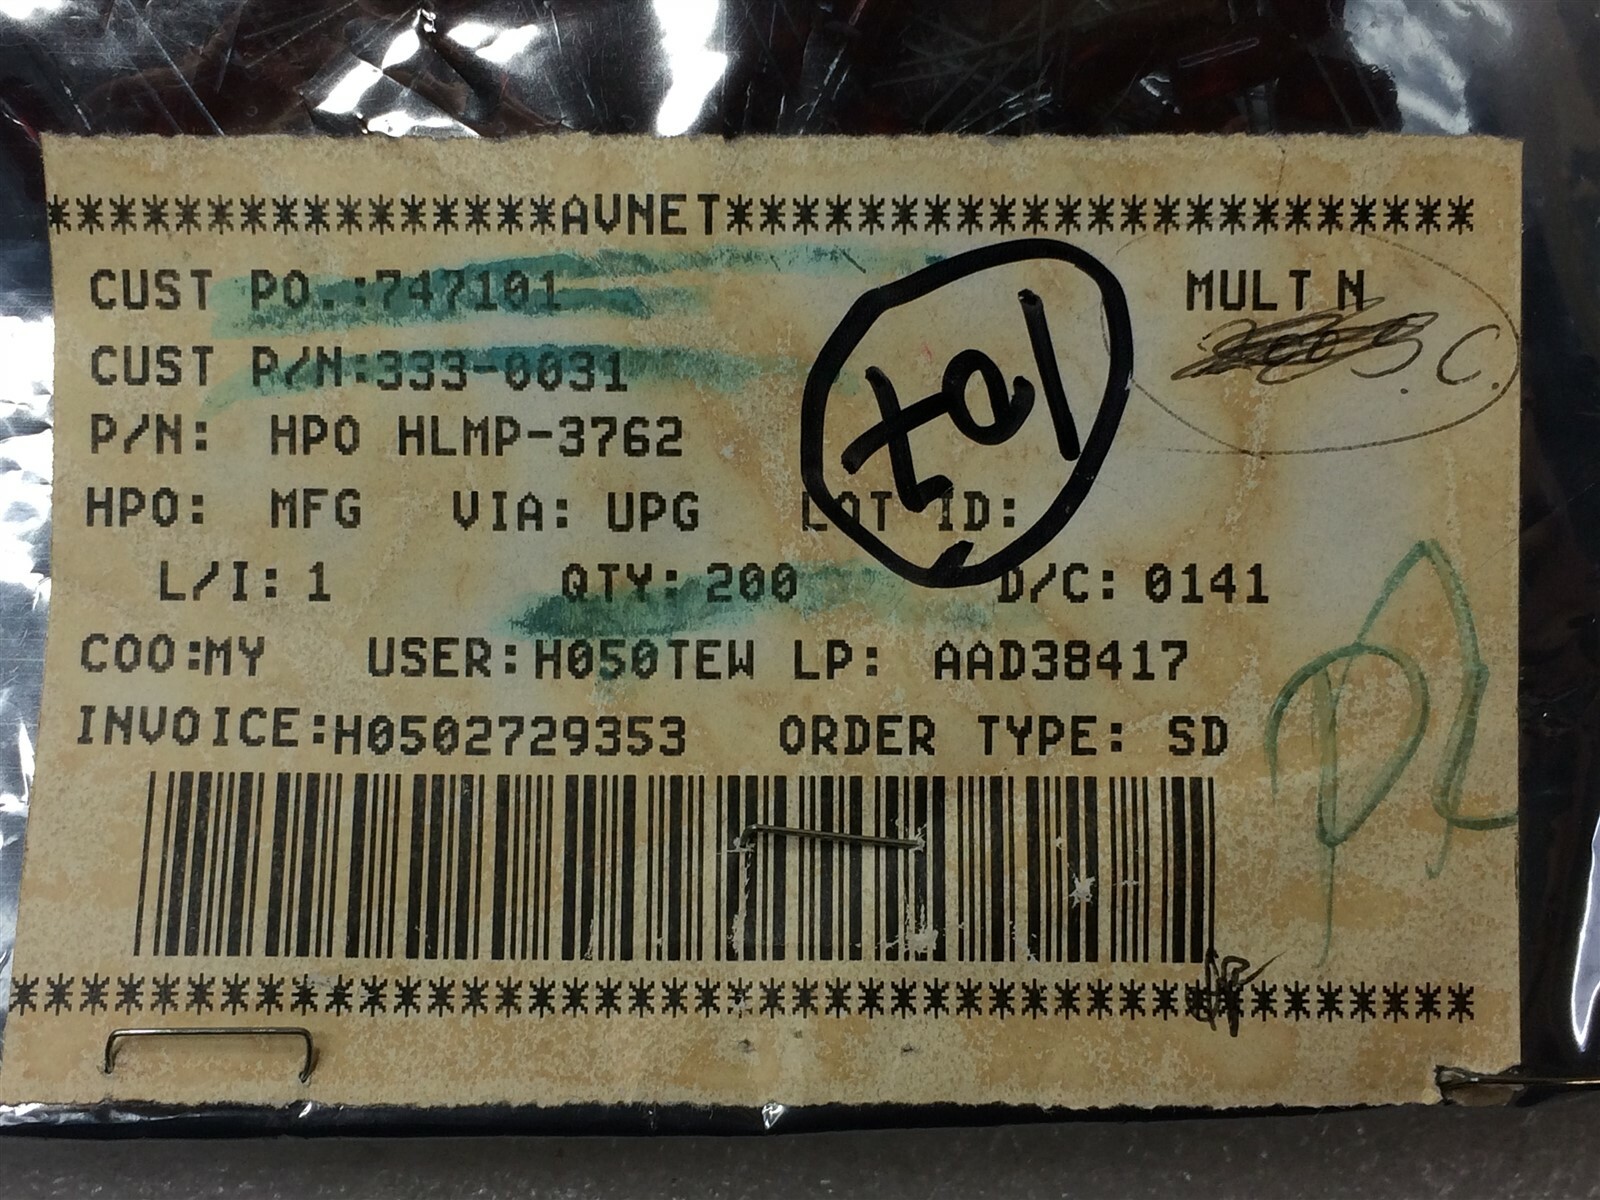 ***************AVNET**********************
CUST PO.:747101 MULT N
CUST P/N:333-0031
P/N: HPO HLMP-3762
HPO: MFG VIA: UPG LOT ID:
L/I: 1 QTY: 200 D/C: 0141
COO:MY USER:H050TEW LP: AAD38417
INVOICE:H0502729353 ORDER TYPE: SD
******************************************